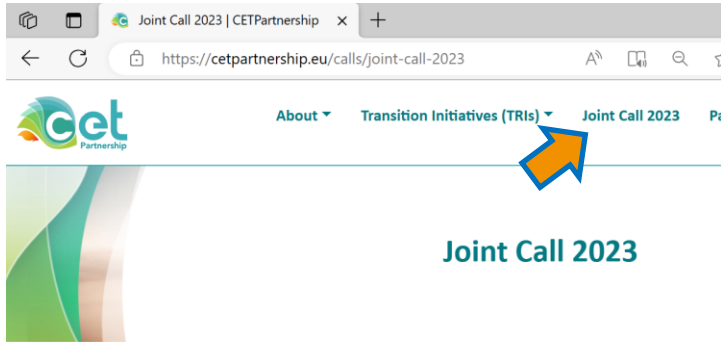 Joint Call 2023 | CETPartnership
https://cetpartnership.eu/calls/joint-call-2023
cet
Partnership
About
Transition Initiatives (TRIs)
Joint Call 2023
Pa
Joint Call 2023